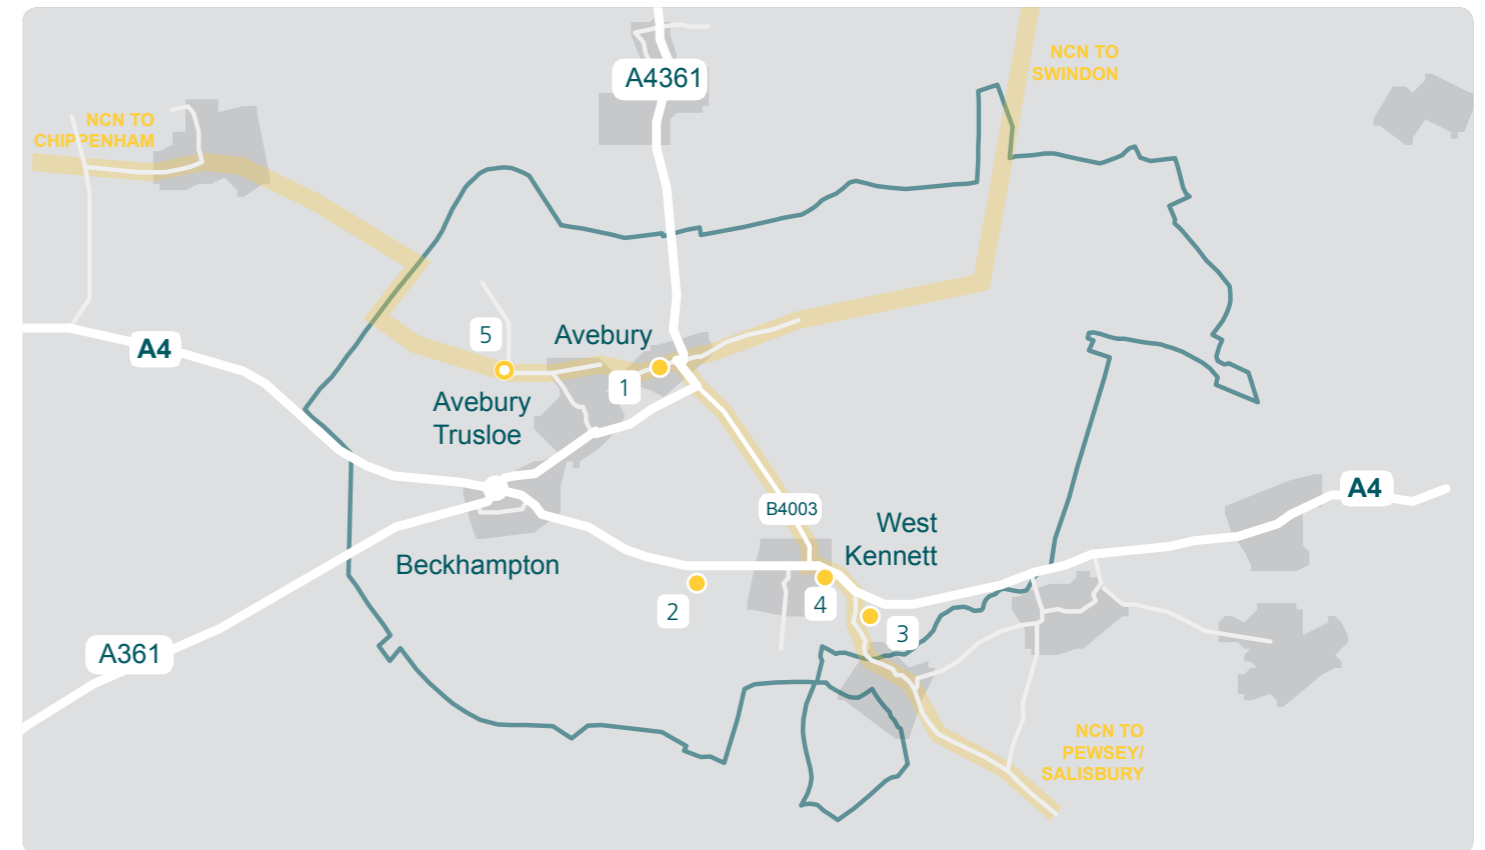 NCN TO
SWINDON
A4361
NCN TO
CHIPPENHAM
5
Avebury
A4
1
Avebury
Trusloe
A4
B4003
West
Kennett
Beckhampton
2
4
3
A361
NCN TO
PEWSEY/
SALISBURY